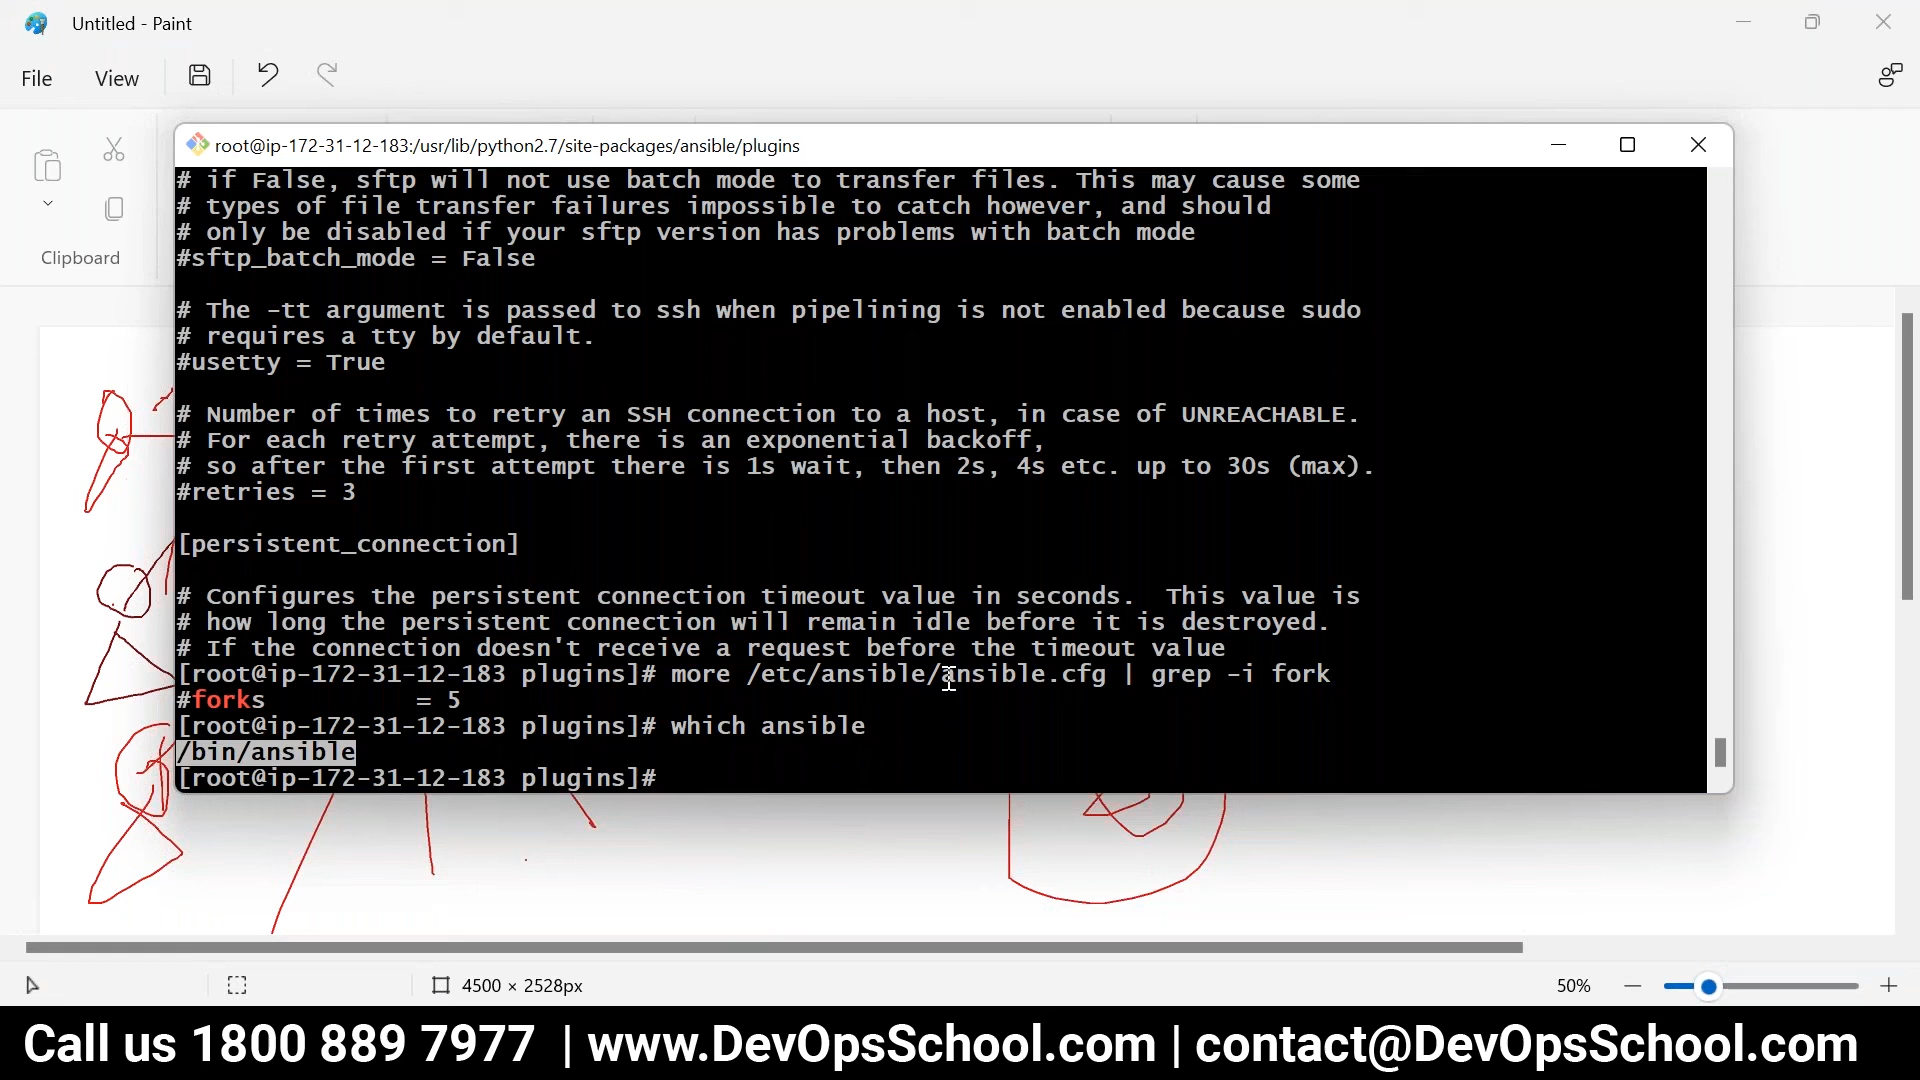 Untitled - Paint
File View
Clipboard
root@ip-172-31-12-183:/usr/lib/python2.7/site-packages/ansible/plugins
# if False, sftp will not use batch mode to transfer files. This may cause some
# types of file transfer failures impossible to catch however, and should
# only be disabled if your sftp version has problems with batch mode
#sftp_batch_mode = False
# The -tt argument is passed to ssh when pipelining is not enabled because sudo
# requires a tty by default.
#usetty = True
# Number of times to retry an SSH connection to a host, in case of UNREACHABLE.
# For each retry attempt, there is an exponential backoff,
# so after the first attempt there is 1s wait, then 2s, 4s etc. up to 30s (max).
#retries = 3
[persistent_connection]
# Configures the persistent connection timeout value in seconds.  This value is
# how long the persistent connection will remain idle before it is destroyed.
# If the connection doesn't receive a request before the timeout value
[root@ip-172-31-12-183 plugins]# more /etc/ansible/ansible.cfg | grep -i fork
#forks          = 5
[root@ip-172-31-12-183 plugins]# which ansible
/bin/ansible
[root@ip-172-31-12-183 plugins]#
4500 × 2528px
50%
Call us 1800 889 7977 | www.DevOpsSchool.com | contact@DevOpsSchool.com